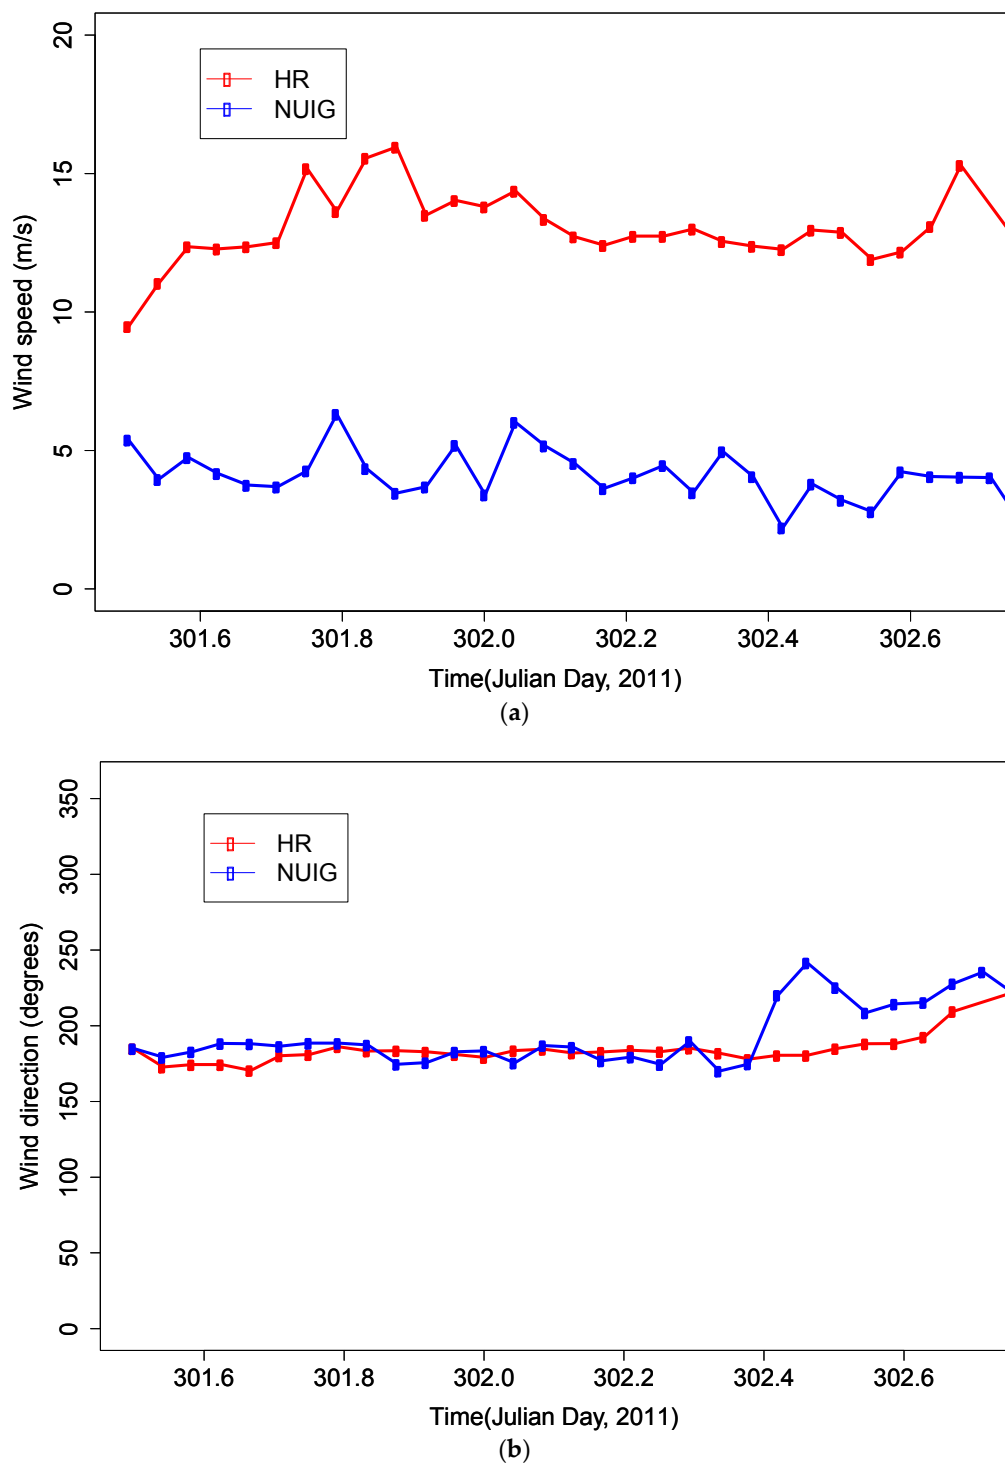 20
15
10
5
0
Wind speed (m/s)
HR
NUIG
301.6 301.8 302.0 302.2 302.4 302.6
Time(Julian Day, 2011)
(a)
350
300
250
200
150
100
50
0
Wind direction (degrees)
HR
NUIG
301.6 301.8 302.0 302.2 302.4 302.6
Time(Julian Day, 2011)
(b)